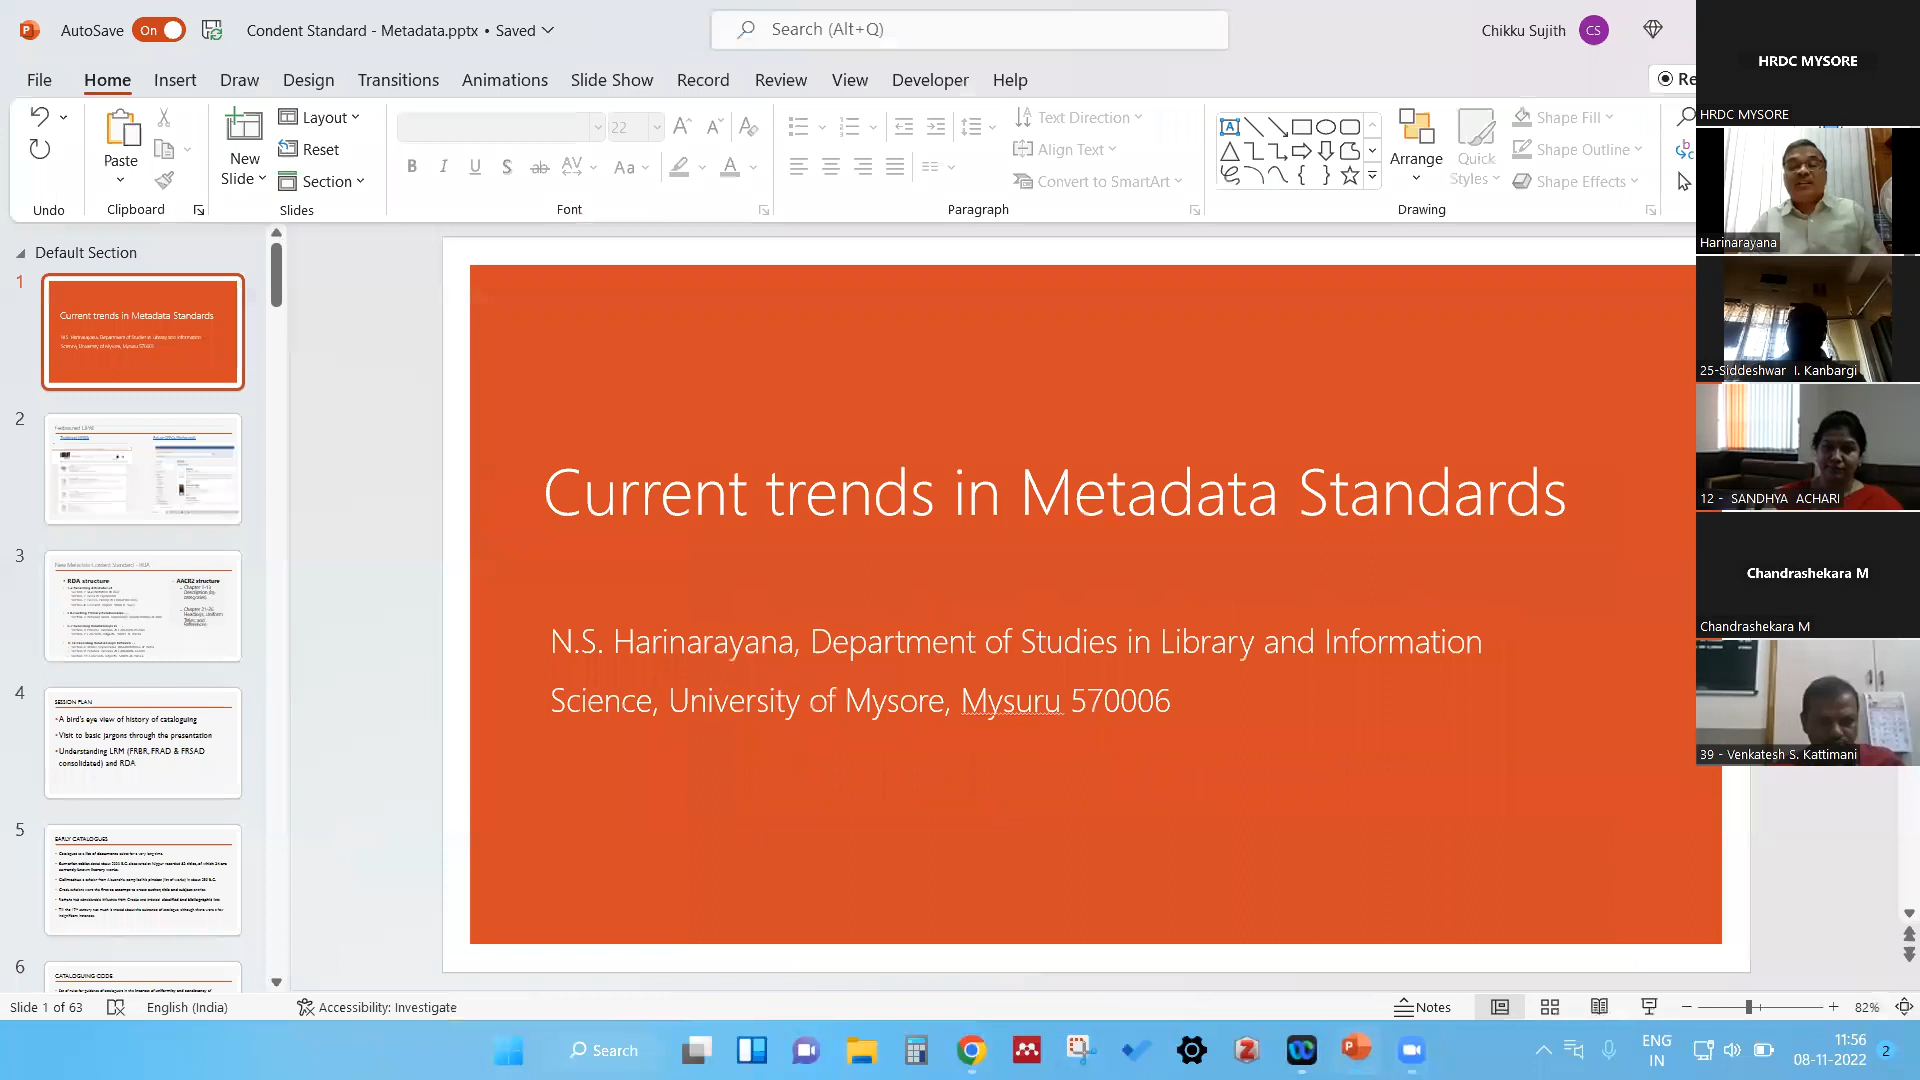 AutoSave On Condent Standard - Metadata.pptx • Saved
Search (Alt+Q)
Chikku Sujith CS
File Home Insert Draw Design Transitions Animations Slide Show Record Review View Developer Help
Undo
Paste
Clipboard
New Slide
Layout
Reset
Section
Slides
22
Font
Text Direction
Align Text
Convert to SmartArt
Paragraph
Arrange
Quick Styles
Shape Fill
Shape Outline
Shape Effects
Drawing
Default Section
1
Current trends in Metadata Standards
N.S. Harinarayana, Department of Studies in Library and Information
Science, University of Mysore, Mysuru 570006
2
3
New Metadata Content Standard - RDA
• RDA structure
AACR2 structure
4
SESSION PLAN
• A bird's eye view of history of cataloguing
• Visit to basic jargons through the presentation
• Understanding LRM (FRBR, FRAD & FRSAD
consolidated) and RDA
5
EARLY CATALOGUES
6
CATALOGUING CODE
Current trends in Metadata Standards
N.S. Harinarayana, Department of Studies in Library and Information
Science, University of Mysore, Mysuru 570006
HRDC MYSORE
HRDC MYSORE
Harinarayana
25-Siddeshwar I. Kanbargi
12 - SANDHYA ACHARI
Chandrashekara M
Chandrashekara M
39 - Venkatesh S. Kattimani
Slide 1 of 63
English (India)
Accessibility: Investigate
Notes
82%
Search
ENG
IN
11:56
08-11-2022
2